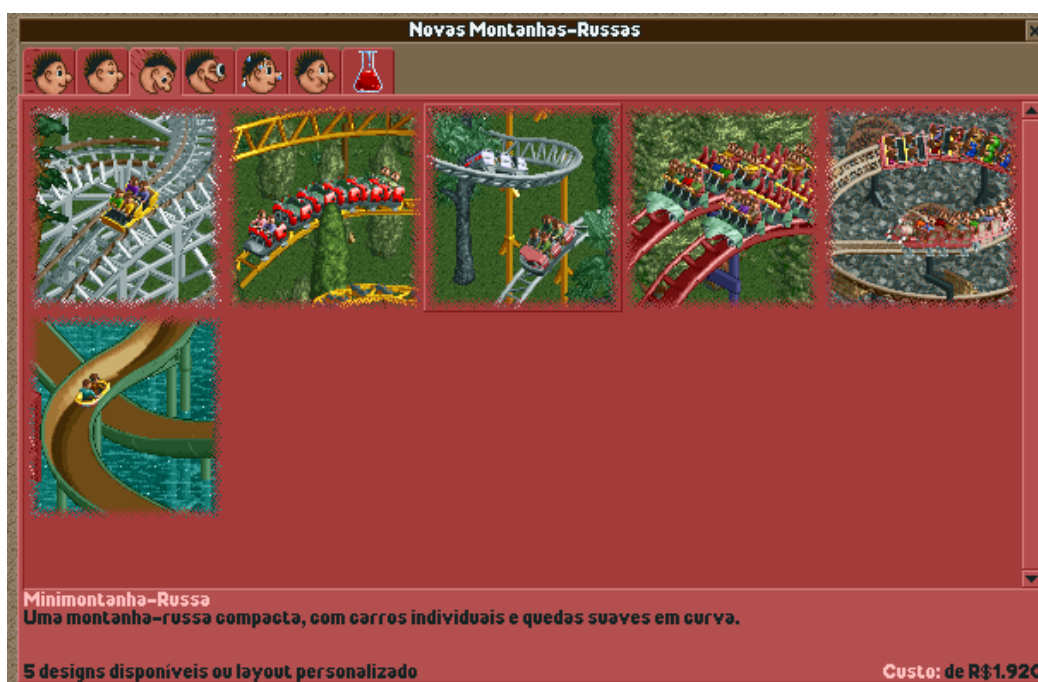 Novas Montanhas-Russas
Minimontanha-Russa
Uma montanha-russa compacta, com carros individuais e quedas suaves em curva.
5 designs disponíveis ou layout personalizado
Custo: de R$1.920